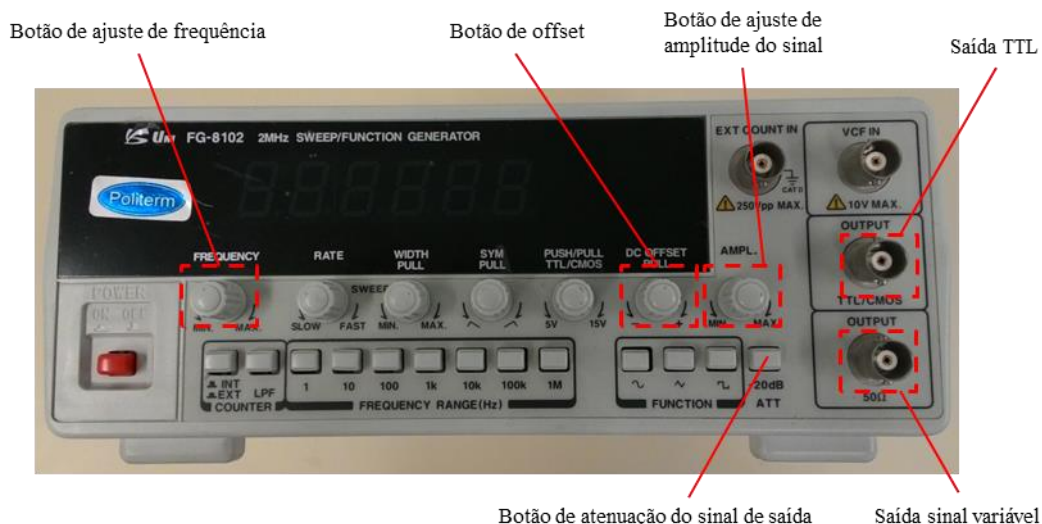 Botão de ajuste de frequência
Botão de offset
Botão de ajuste de
amplitude do sinal
Saída TTL
FG-8102 2MHz SWEEP/FUNCTION GENERATOR
Politerm
EXT COUNT IN
CAT II
250Vpp MAX.
VCF IN
10V MAX.
OUTPUT
TTL/CMOS
OUTPUT
50Ω
FREQUENCY
RATE
WIDTH
PULL
SYM
PULL
PUSH/PULL
TTL/CMOS
DC OFFSET
PULL
AMPL.
SWEEP
MIN. MAX.
SLOW FAST
MIN. MAX.
5V 15V
- +
MIN. MAX.
POWER
ON OFF
INT
EXT LPF
COUNTER
1 10 100 1k 10k 100k 1M
FREQUENCY RANGE(Hz)
FUNCTION
-20dB
ATT
Botão de atenuação do sinal de saída
Saída sinal variável